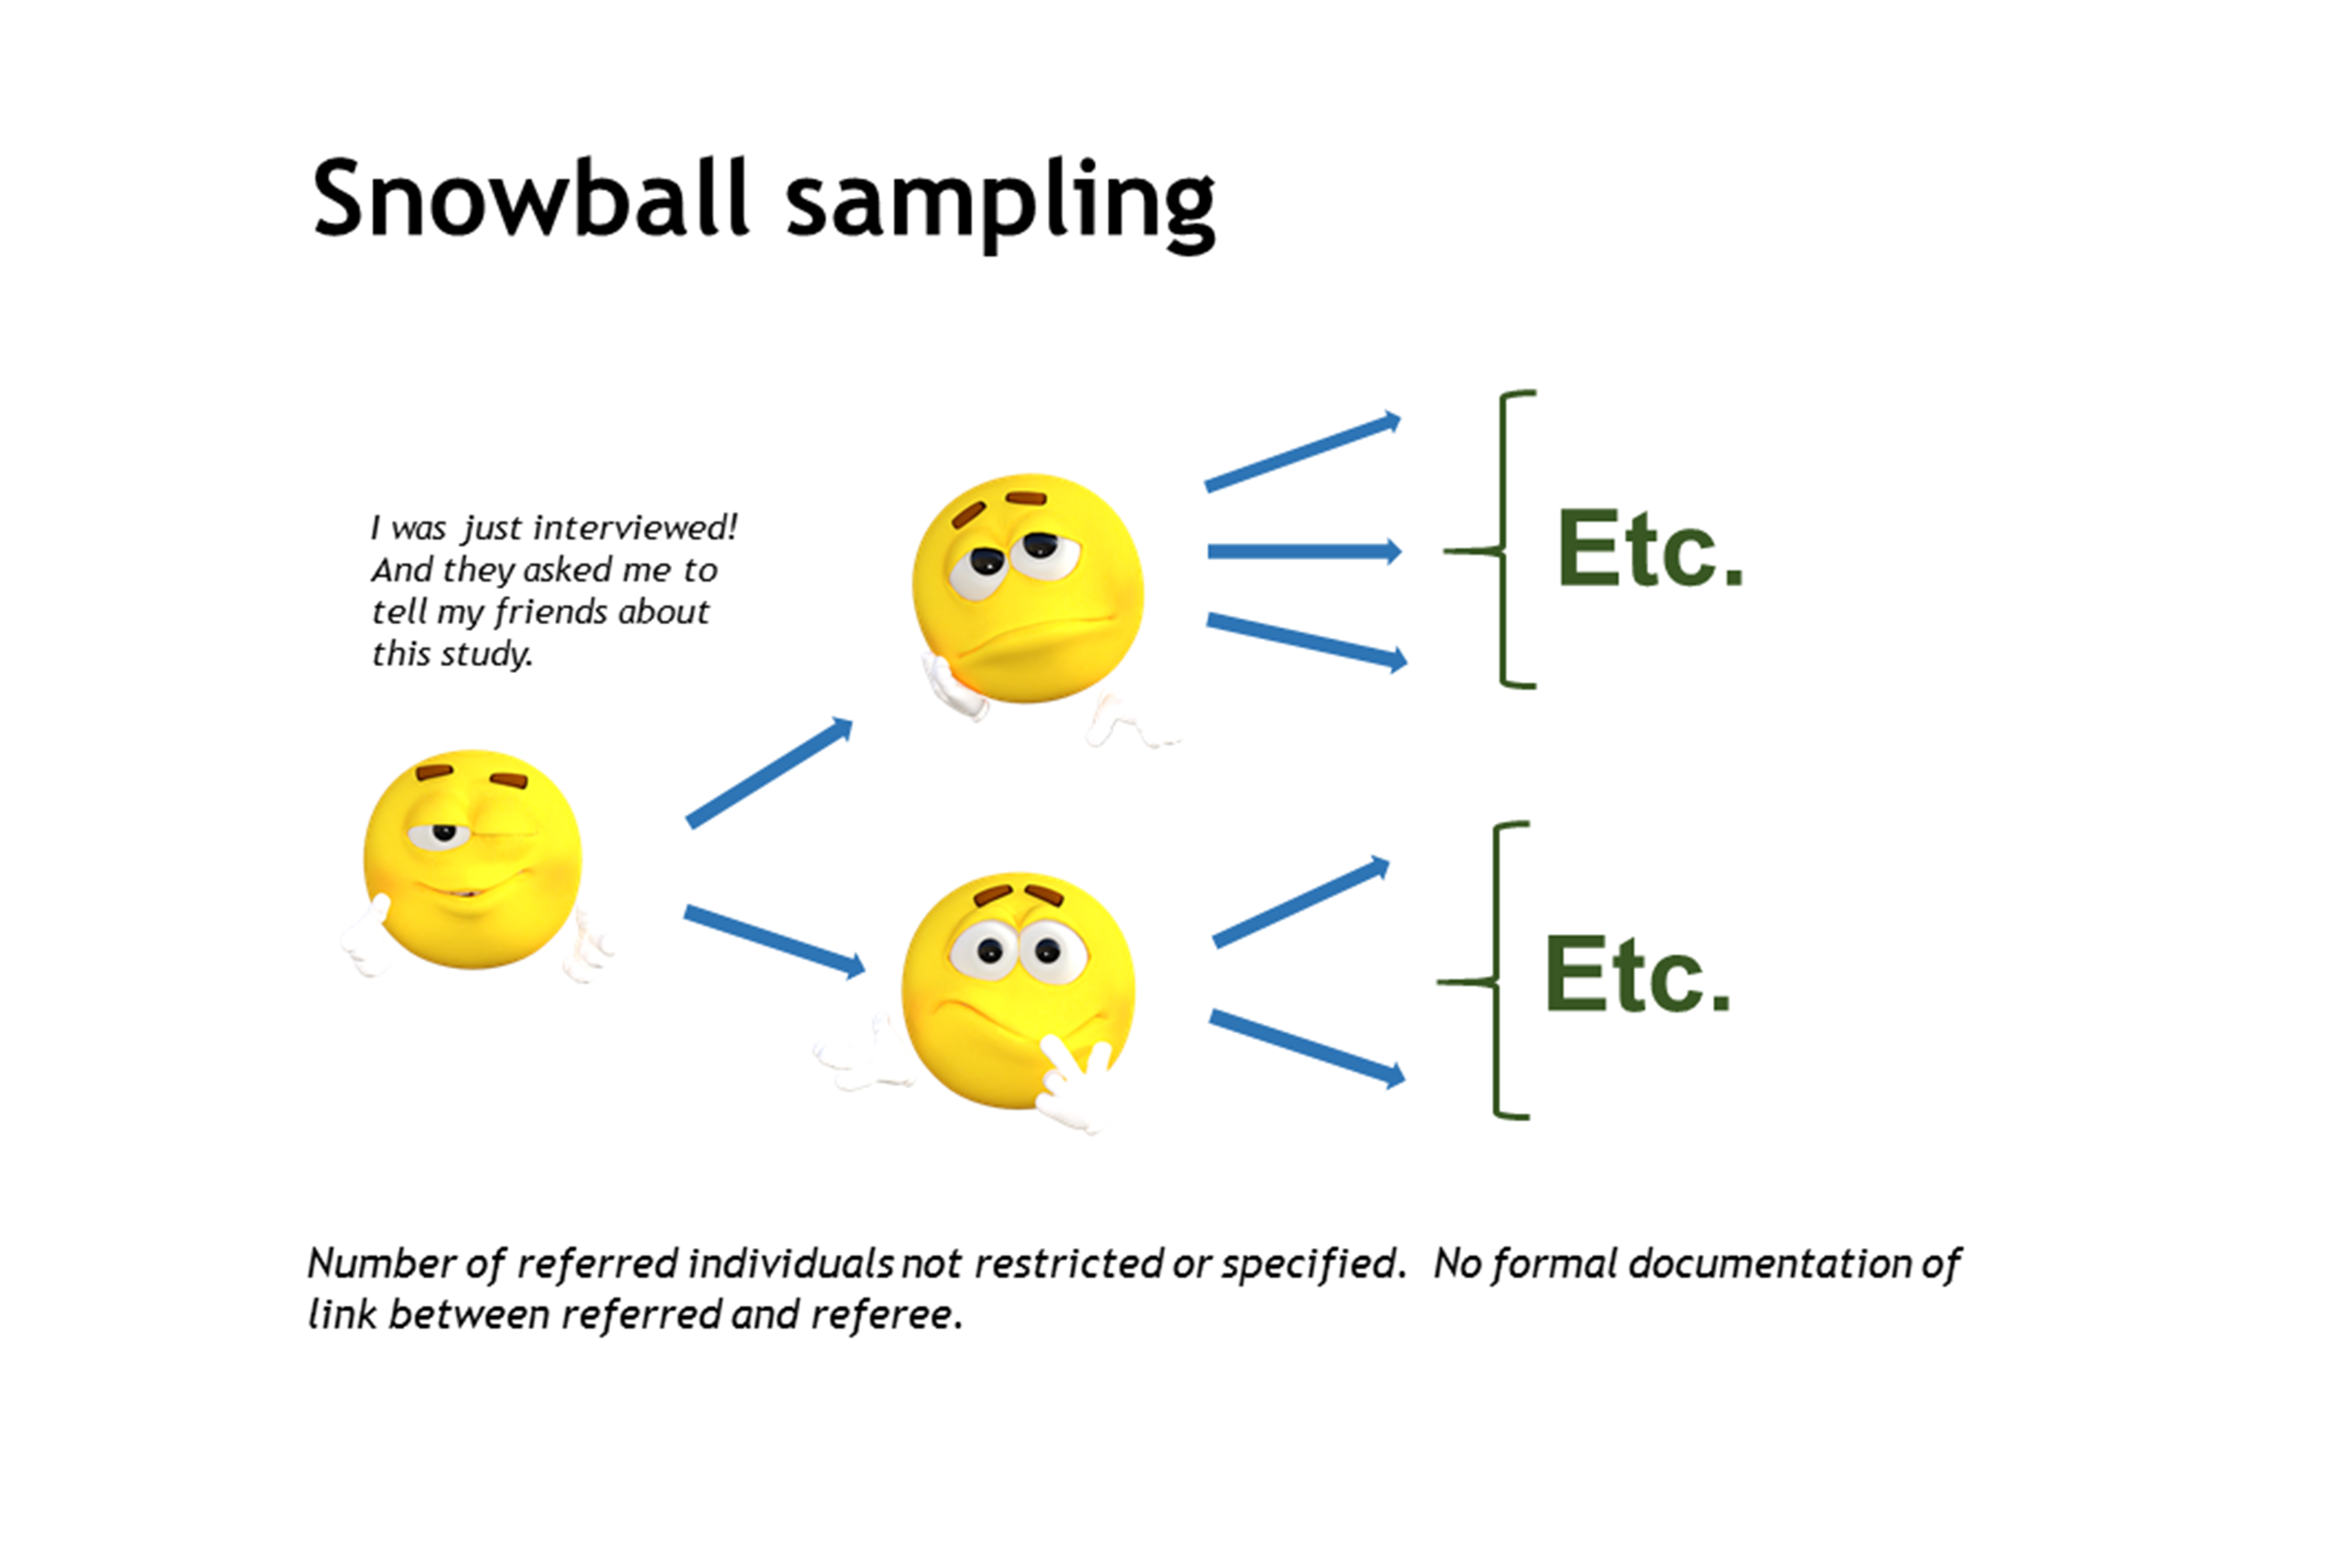 Snowball sampling
I was just interviewed!
And they asked me to
tell my friends about
this study.
Etc.
Etc.
Number of referred individuals not restricted or specified. No formal documentation of
link between referred and referee.